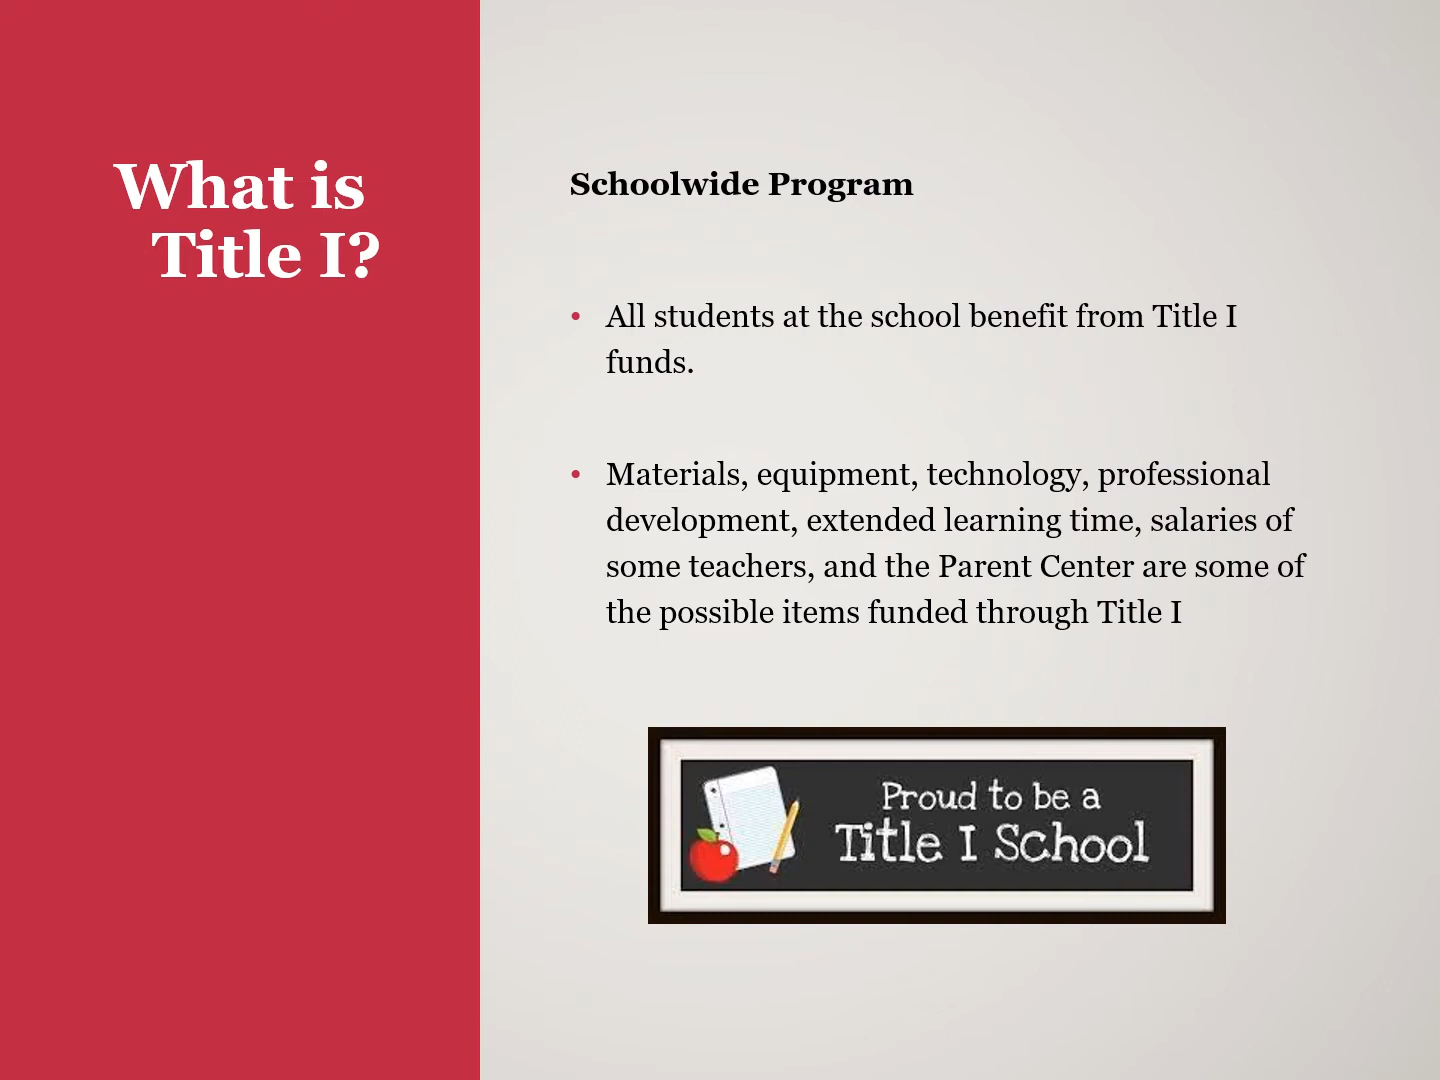 What is
Title I?
Schoolwide Program
• All students at the school benefit from Title I
funds.
• Materials, equipment, technology, professional
development, extended learning time, salaries of
some teachers, and the Parent Center are some of
the possible items funded through Title I
Proud to be a
Title I School